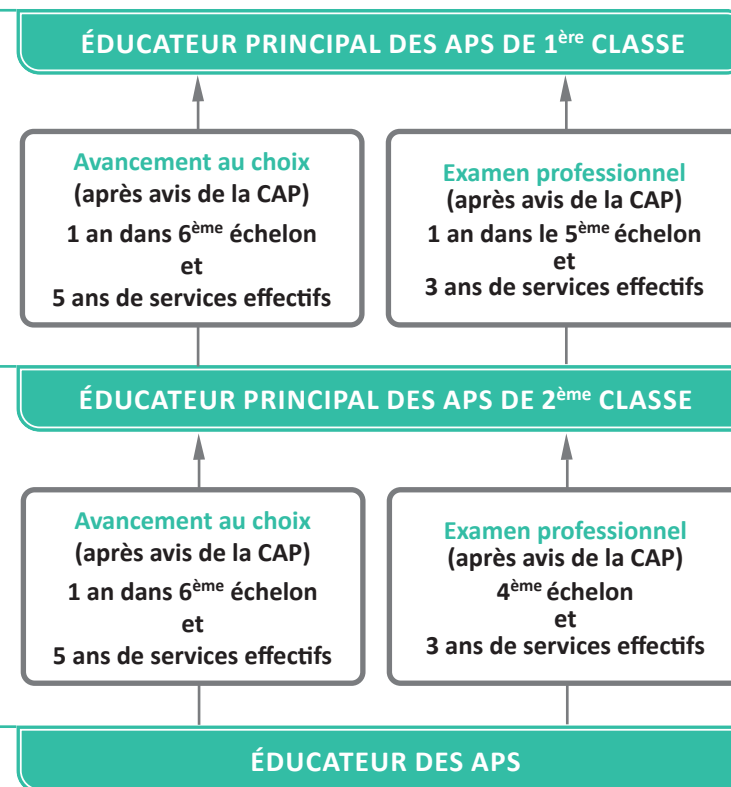 ÉDUCATEUR PRINCIPAL DES APS DE 1ère CLASSE
Avancement au choix
(après avis de la CAP)
1 an dans 6ème échelon
et
5 ans de services effectifs
Examen professionnel
(après avis de la CAP)
1 an dans le 5ème échelon
et
3 ans de services effectifs
ÉDUCATEUR PRINCIPAL DES APS DE 2ème CLASSE
Avancement au choix
(après avis de la CAP)
1 an dans 6ème échelon
et
5 ans de services effectifs
Examen professionnel
(après avis de la CAP)
4ème échelon
et
3 ans de services effectifs
ÉDUCATEUR DES APS